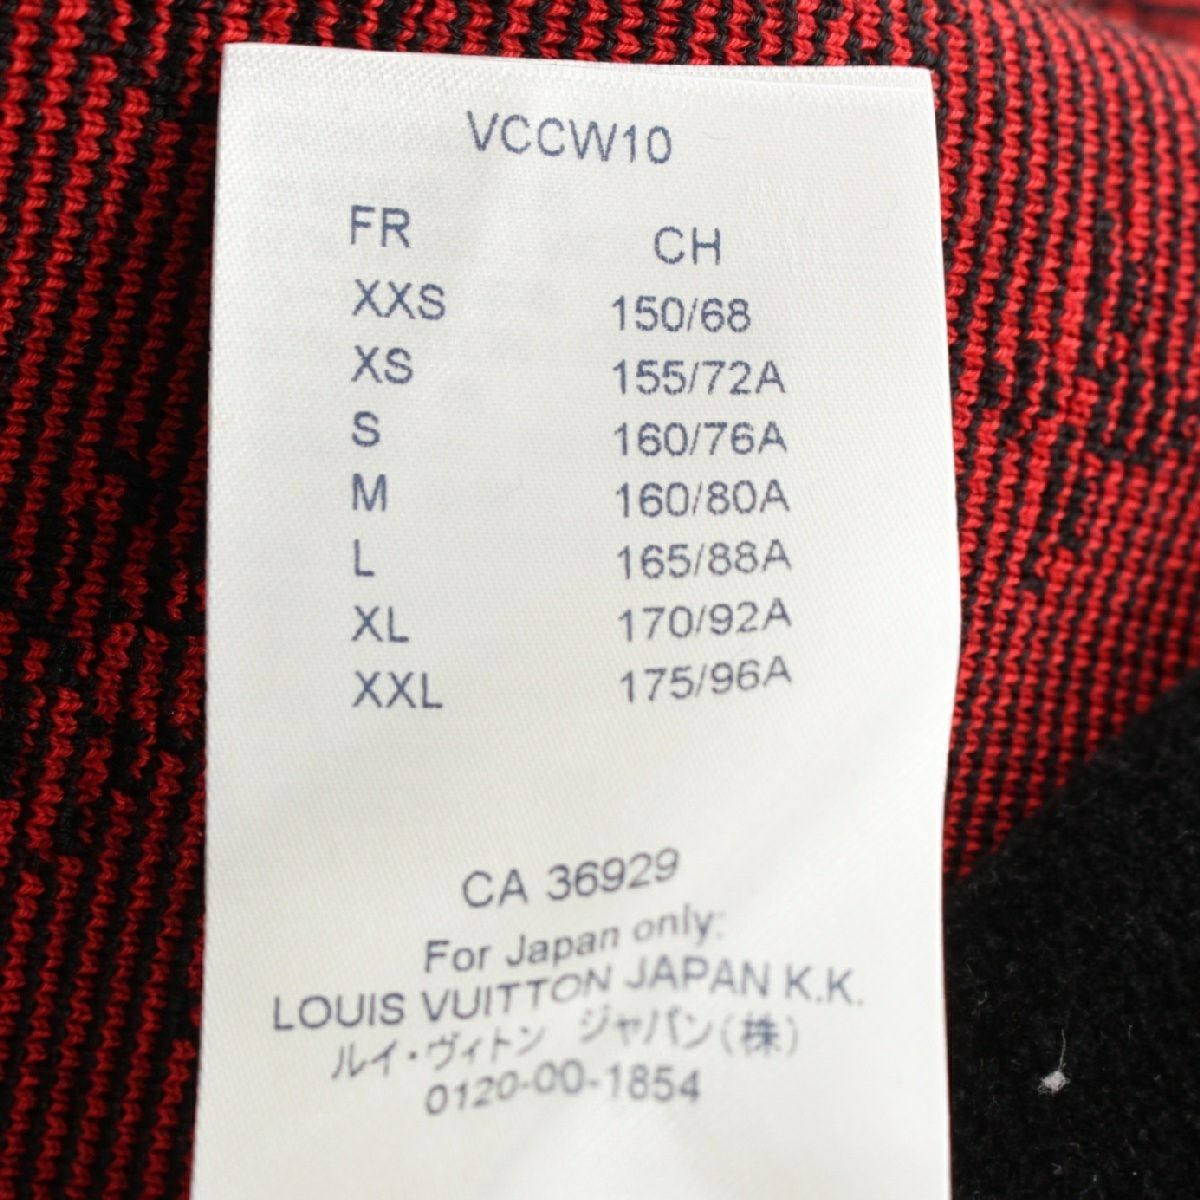 VCCW10
FR CH
XXS 150/68
XS 155/72A
S 160/76A
M 160/80A
L 165/88A
XL 170/92A
XXL 175/96A
CA 36929
For Japan only:
LOUIS VUITTON JAPAN K.K.
ルイ・ヴィトン ジャパン(株)
0120-00-1854